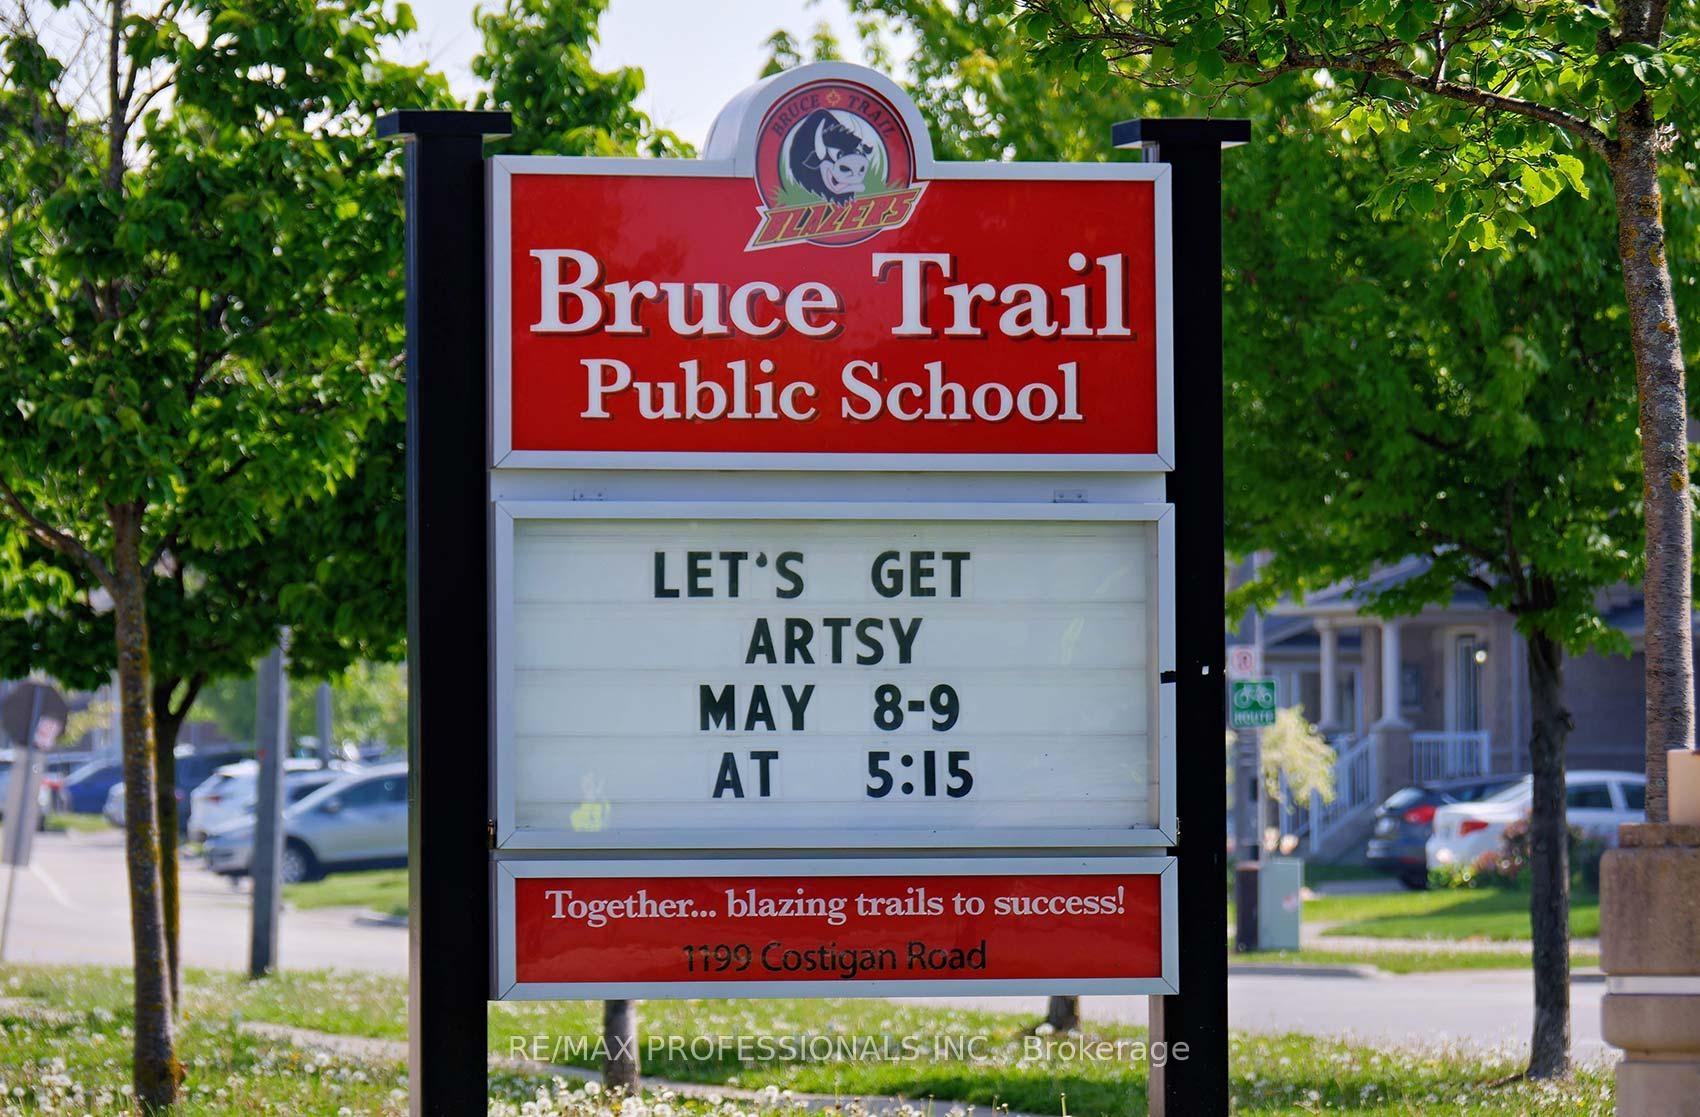 BRUCE TRAIL
BLAZERS
Bruce Trail
Public School
LET'S GET
ARTSY
MAY 8-9
AT 5:15
Together... blazing trails to success!
1199 Costigan Road
ROUTE
RE/MAX PROFESSIONALS INC., Brokerage